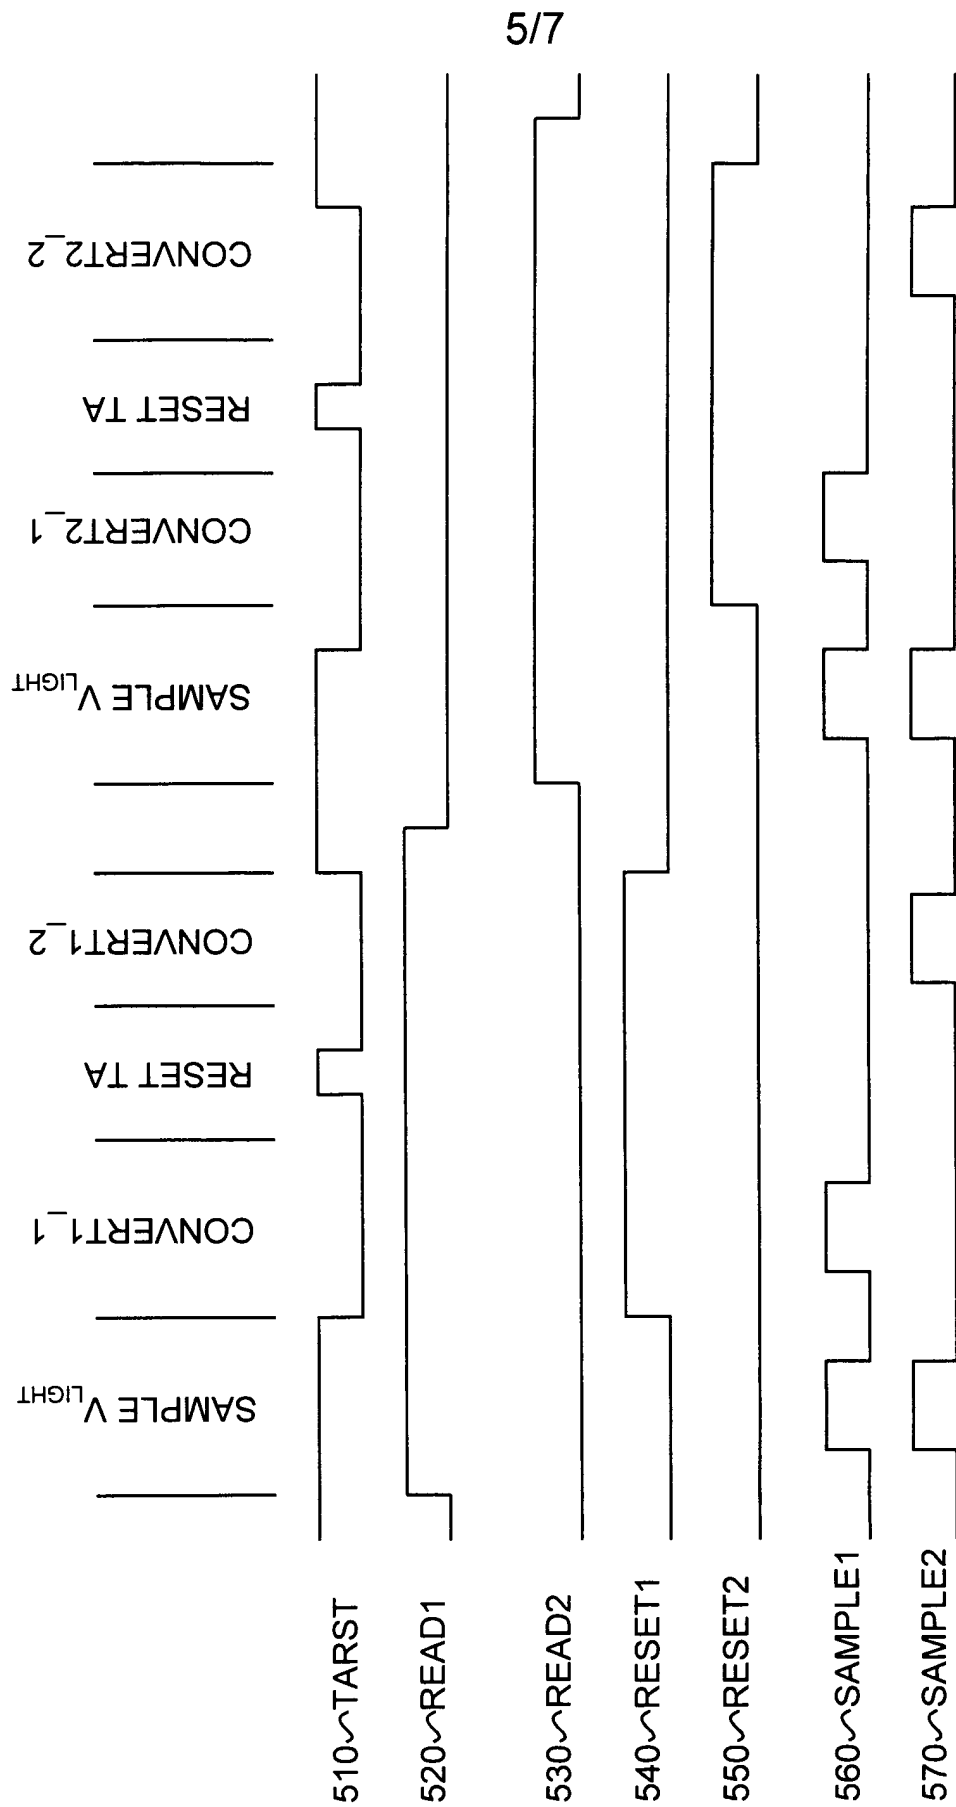 5/7
SAMPLE V_LIGHT
CONVERT1_1
RESET TA
CONVERT1_2
SAMPLE V_LIGHT
CONVERT2_1
RESET TA
CONVERT2_2
510~TARST
520~READ1
530~READ2
540~RESET1
550~RESET2
560~SAMPLE1
570~SAMPLE2